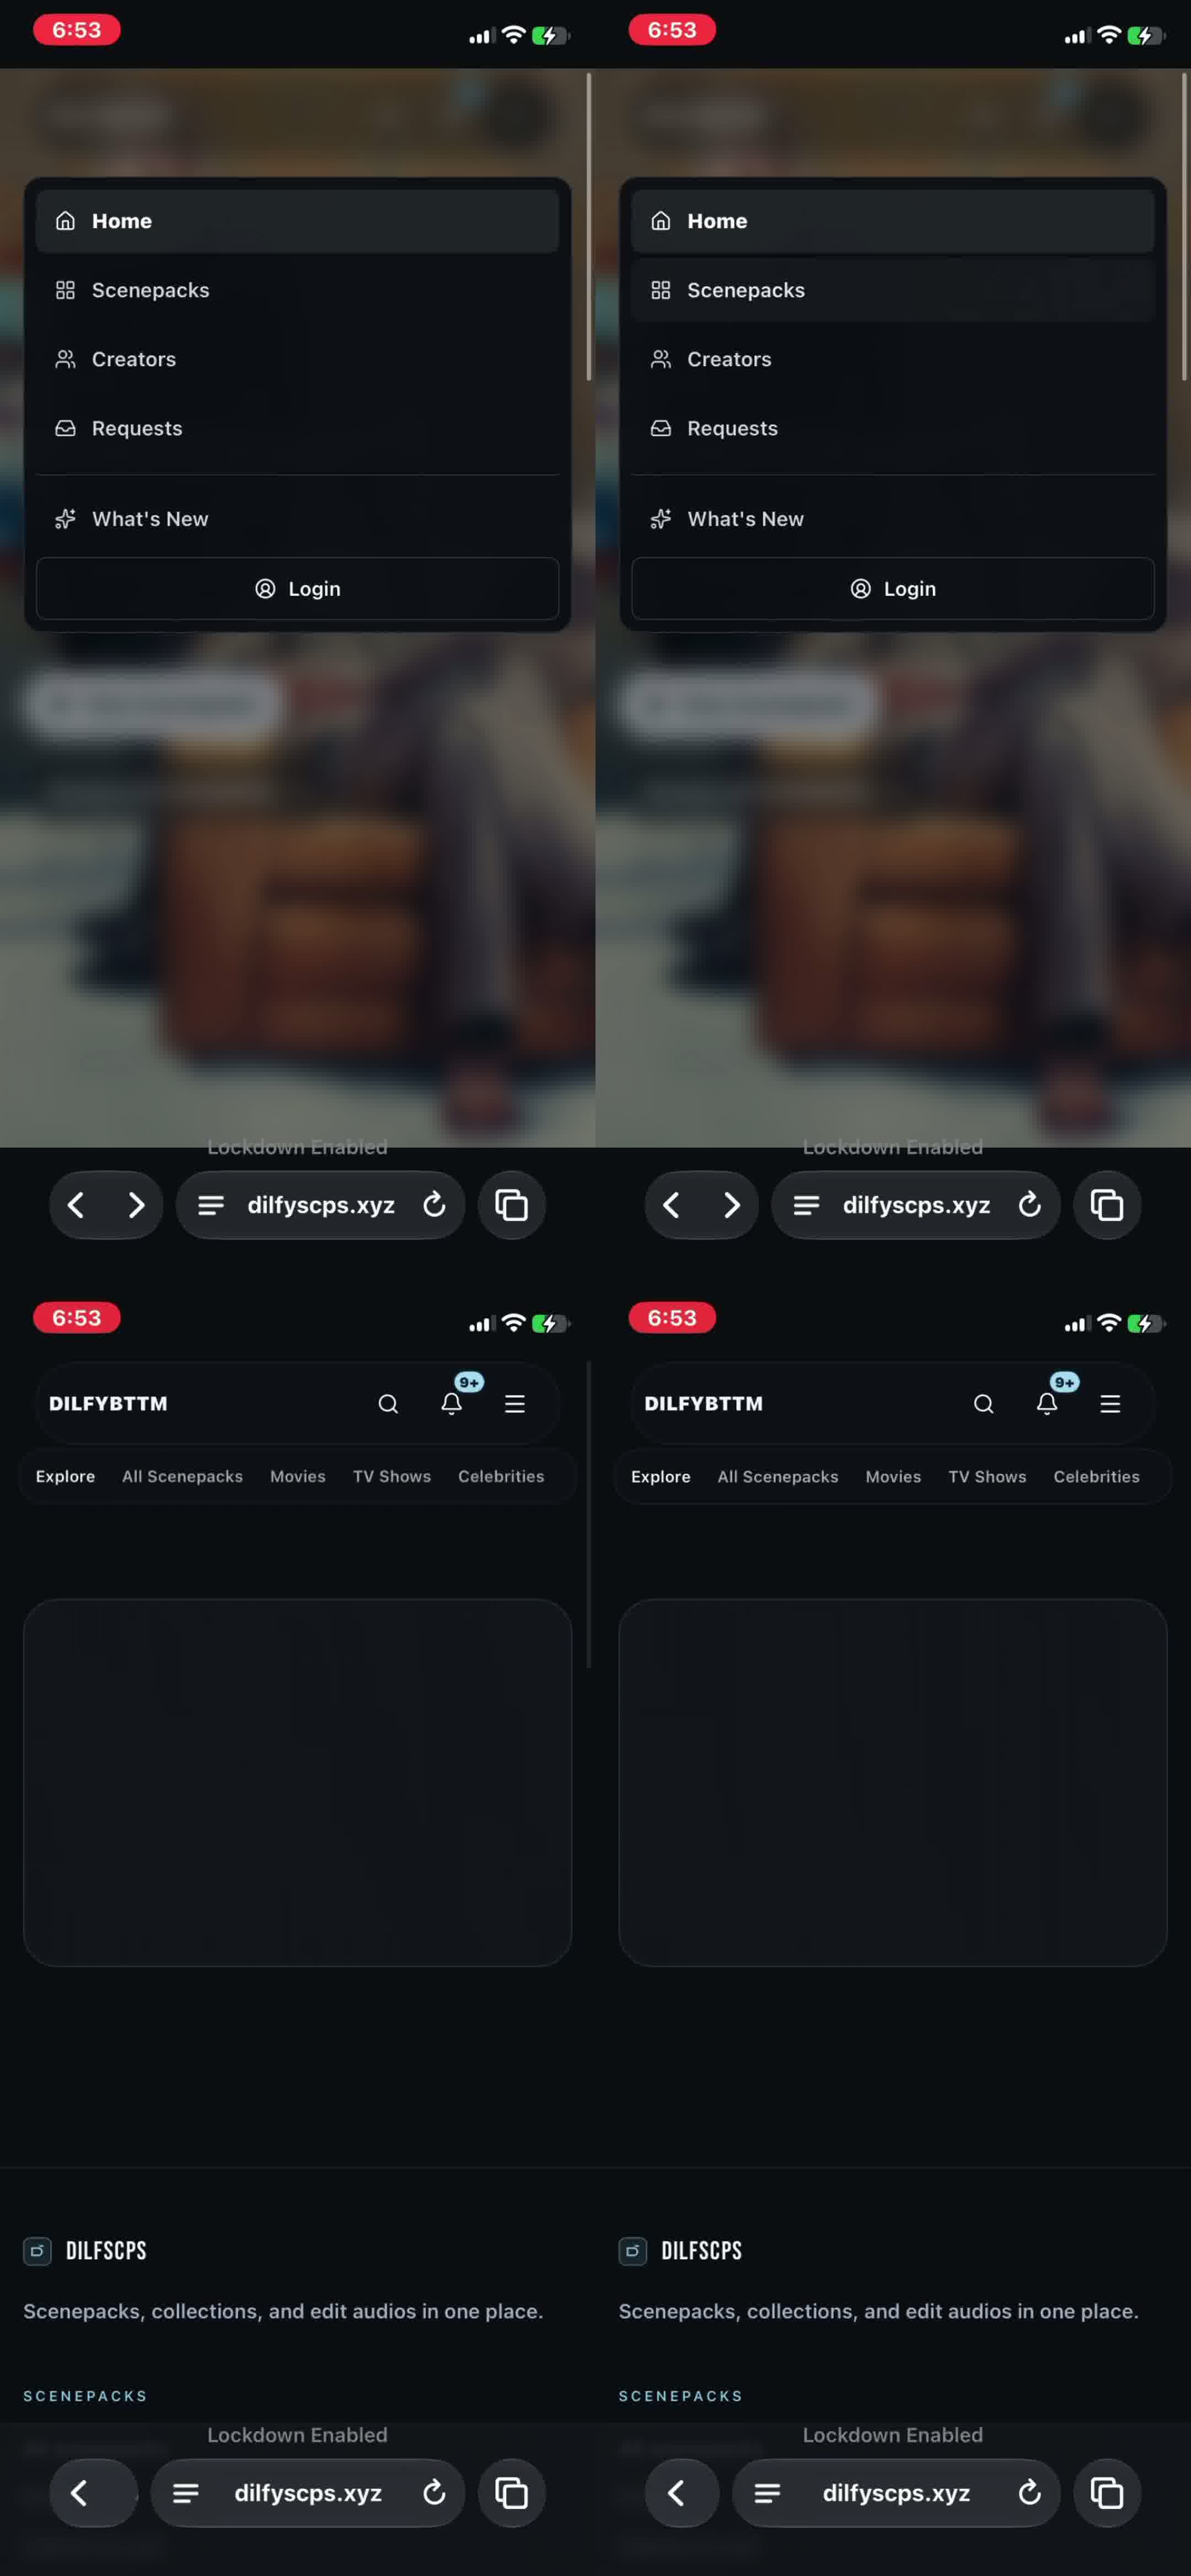 6:53
Home
Scenepacks
Creators
Requests
What's New
Login
Lockdown Enabled
dilfyscps.xyz
6:53
Home
Scenepacks
Creators
Requests
What's New
Login
Lockdown Enabled
dilfyscps.xyz
6:53
DILFYBTTM
9+
Explore All Scenepacks Movies TV Shows Celebrities
DILFSCPS
Scenepacks, collections, and edit audios in one place.
SCENEPACKS
Lockdown Enabled
dilfyscps.xyz
6:53
DILFYBTTM
9+
Explore All Scenepacks Movies TV Shows Celebrities
DILFSCPS
Scenepacks, collections, and edit audios in one place.
SCENEPACKS
Lockdown Enabled
dilfyscps.xyz